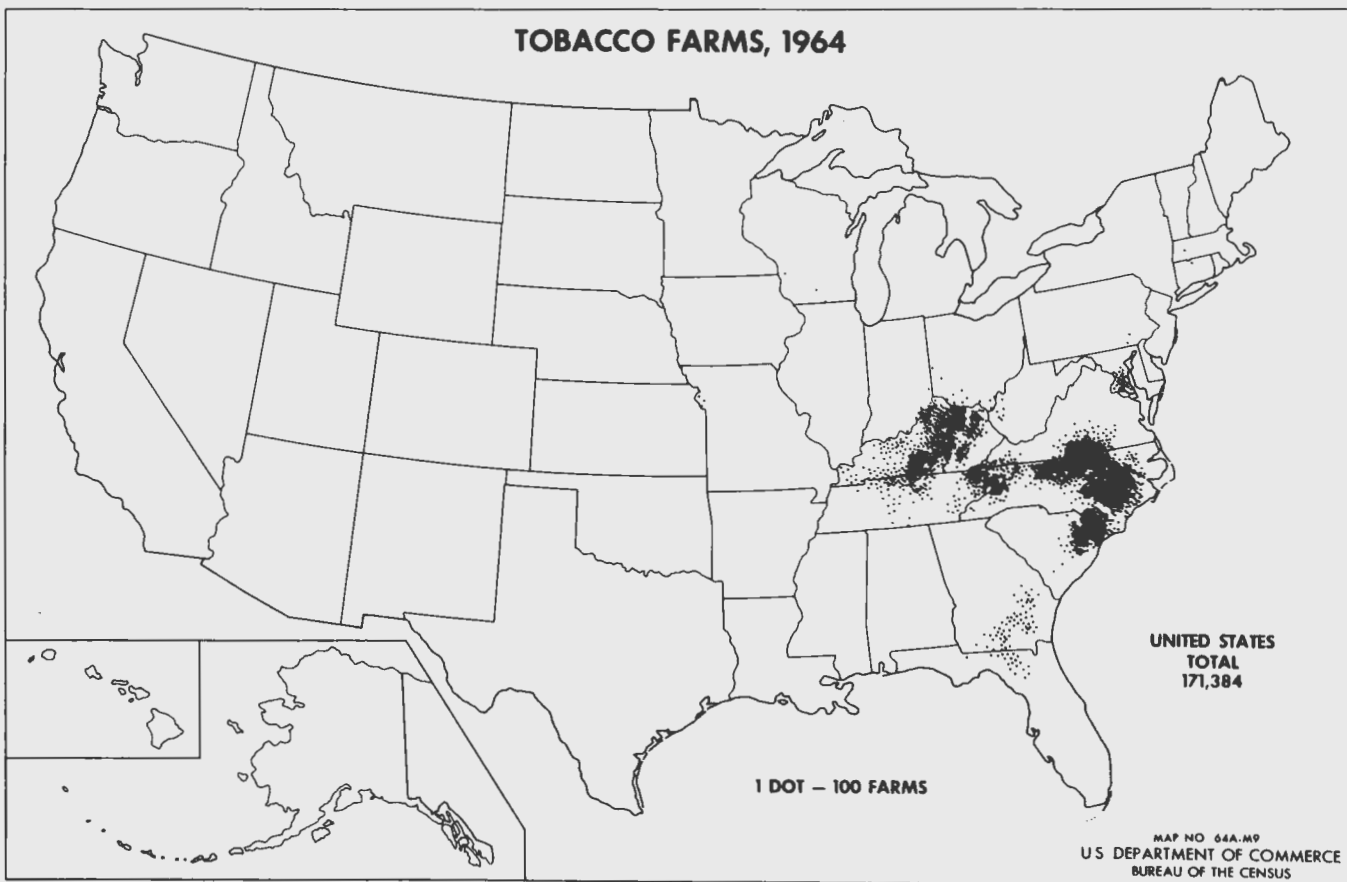 TOBACCO FARMS, 1964
UNITED STATES
TOTAL
171,384
1 DOT – 100 FARMS
MAP NO 64A-M9
U S DEPARTMENT OF COMMERCE
BUREAU OF THE CENSUS